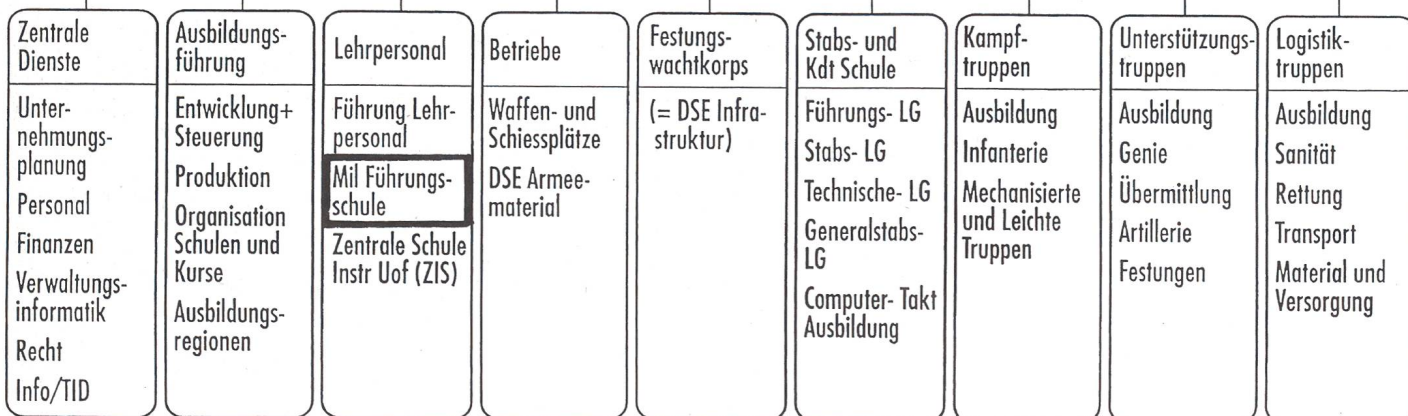 Zentrale
Dienste
Unter-
nehmungs-
planung
Personal
Finanzen
Verwaltungs-
informatik
Recht
Info/TID
Ausbildungs-
führung
Entwicklung+
Steuerung
Produktion
Organisation
Schulen und
Kurse
Ausbildungs-
regionen
Lehrpersonal
Führung Lehr-
personal
Mil Führungs-
schule
Zentrale Schule
Instr Uof (ZIS)
Betriebe
Waffen- und
Schiessplätze
DSE Armee-
material
Festungs-
wachtkorps
(= DSE Infra-
struktur)
Stabs- und
Kdt Schule
Führungs- LG
Stabs- LG
Technische- LG
Generalstabs-
LG
Computer- Takt
Ausbildung
Kampf-
truppen
Ausbildung
Infanterie
Mechanisierte
und Leichte
Truppen
Unterstützungs-
truppen
Ausbildung
Genie
Übermittlung
Artillerie
Festungen
Logistik-
truppen
Ausbildung
Sanität
Rettung
Transport
Material und
Versorgung